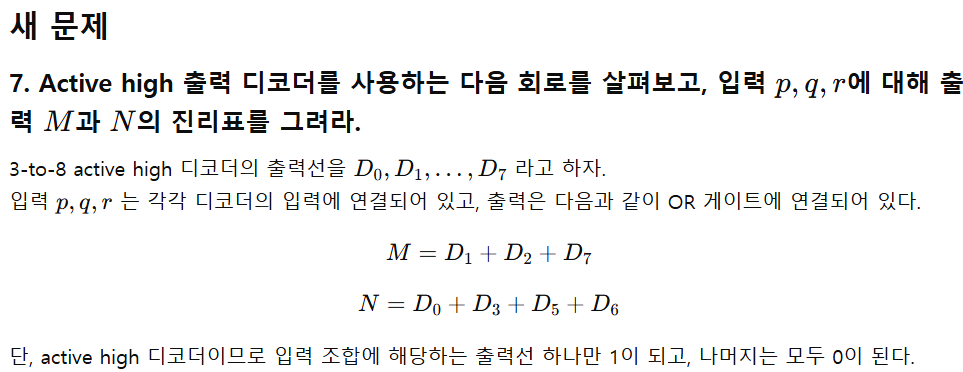 새 문제
7. Active high 출력 디코더를 사용하는 다음 회로를 살펴보고, 입력 p, q, r에 대해 출
력 M과 N의 진리표를 그려라.
3-to-8 active high 디코더의 출력선을 D₀, D₁, . . . , D₇ 라고 하자.
입력 p, q, r 는 각각 디코더의 입력에 연결되어 있고, 출력은 다음과 같이 OR 게이트에 연결되어 있다.
M = D₁ + D₂ + D₇
N = D₀ + D₃ + D₅ + D₆
단, active high 디코더이므로 입력 조합에 해당하는 출력선 하나만 1이 되고, 나머지는 모두 0이 된다.